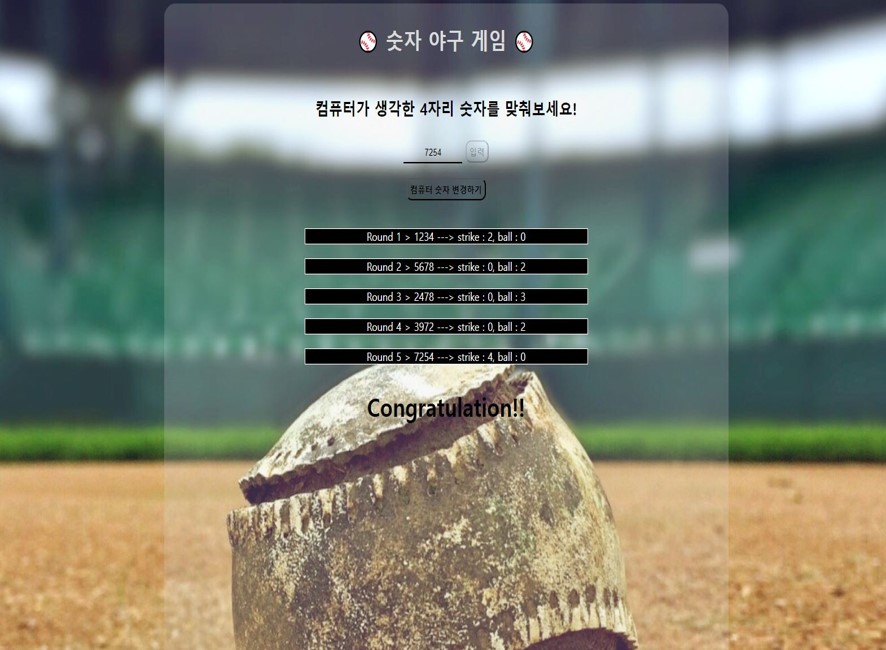 숫자 야구 게임
컴퓨터가 생각한 4자리 숫자를 맞춰보세요!
7254 입력
컴퓨터 숫자 변경하기
Round 1 > 1234 ---> strike : 2, ball : 0
Round 2 > 5678 ---> strike : 0, ball : 2
Round 3 > 2478 ---> strike : 0, ball : 3
Round 4 > 3972 ---> strike : 0, ball : 2
Round 5 > 7254 ---> strike : 4, ball : 0
Congratulation!!